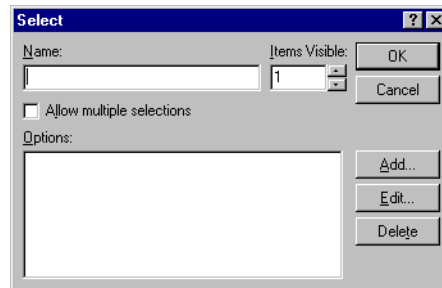 Select
Name:
Items Visible:
1
OK
Cancel
Allow multiple selections
Options:
Add...
Edit...
Delete